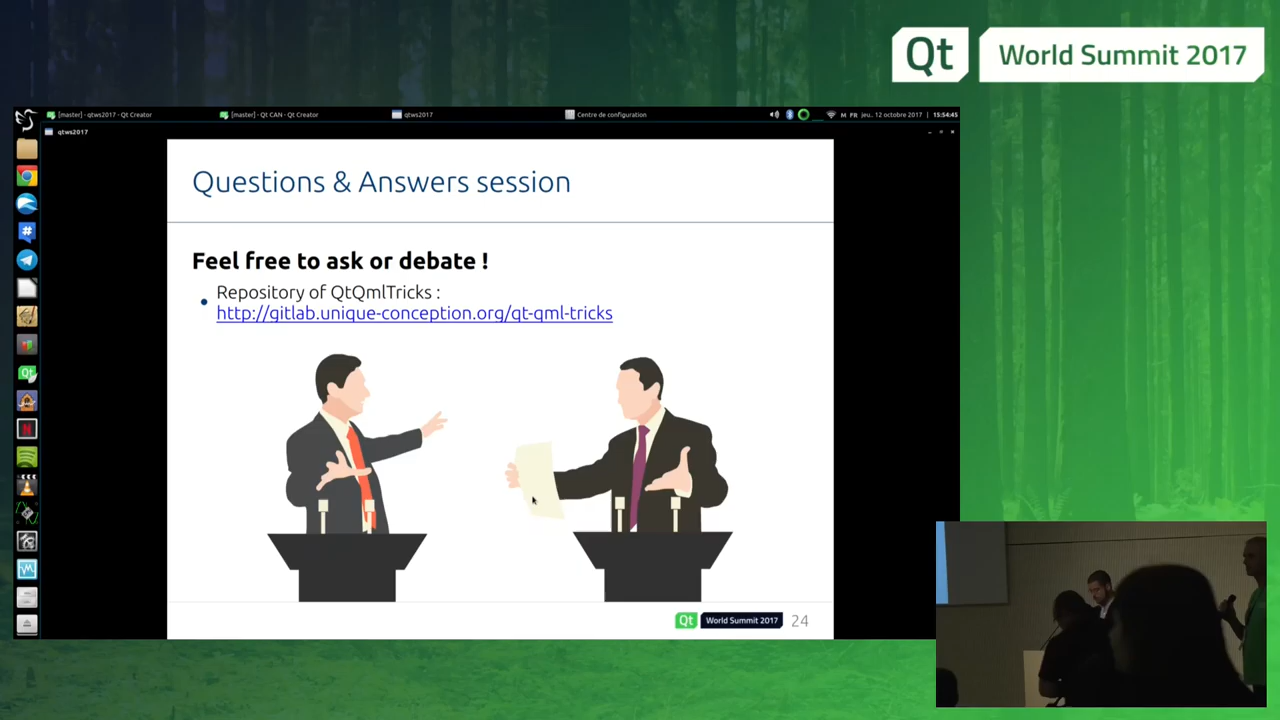 Qt World Summit 2017
[master] - qtws2017 - Qt Creator
[master] - Qt CAN - Qt Creator
qtws2017
Centre de configuration
M FR jeu., 12 octobre 2017 | 15:54:45
qtws2017
Questions & Answers session
Feel free to ask or debate !
• Repository of QtQmlTricks :
http://gitlab.unique-conception.org/qt-qml-tricks
Qt World Summit 2017 24